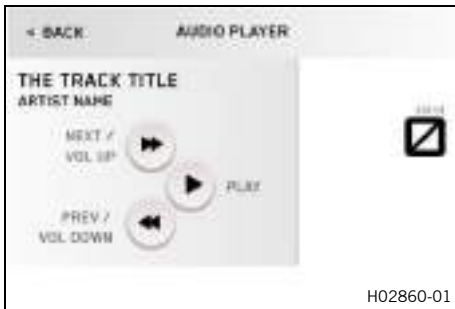 < BACK
AUDIO PLAYER
THE TRACK TITLE
ARTIST NAME
NEXT /
VOL UP
PLAY
PREV /
VOL DOWN
H02860-01